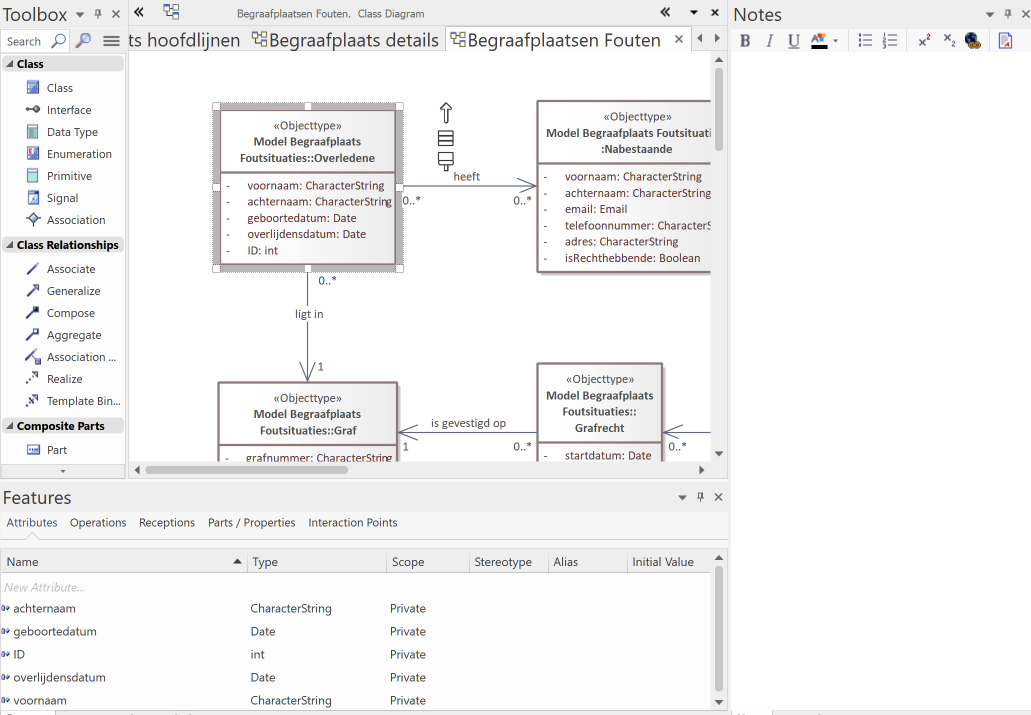 Toolbox
Search
Class
Class
Interface
Data Type
Enumeration
Primitive
Signal
Association
Class Relationships
Associate
Generalize
Compose
Aggregate
Association ...
Realize
Template Bin...
Composite Parts
Part
Begraafplaatsen Fouten. Class Diagram
ts hoofdlijnen
Begraafplaats details
Begraafplaatsen Fouten
«Objecttype»
Model Begraafplaats
Foutsituaties::Overledene
- voornaam: CharacterString
- achternaam: CharacterString
- geboortedatum: Date
- overlijdensdatum: Date
- ID: int
heeft
0..*
0..*
«Objecttype»
Model Begraafplaats Foutsituati
:Nabestaande
- voornaam: CharacterString
- achternaam: CharacterString
- email: Email
- telefoonnummer: CharacterS
- adres: CharacterString
- isRechthebbende: Boolean
0..*
ligt in
1
«Objecttype»
Model Begraafplaats
Foutsituaties::Graf
- grafnummer: CharacterString
is gevestigd op
1
0..*
«Objecttype»
Model Begraafplaats
Foutsituaties::
Grafrecht
- startdatum: Date
0..*
Notes
B I U
x² x₂
Features
Attributes Operations Receptions Parts / Properties Interaction Points
Name Type Scope Stereotype Alias Initial Value
New Attribute...
achternaam CharacterString Private
geboortedatum Date Private
ID int Private
overlijdensdatum Date Private
voornaam CharacterString Private